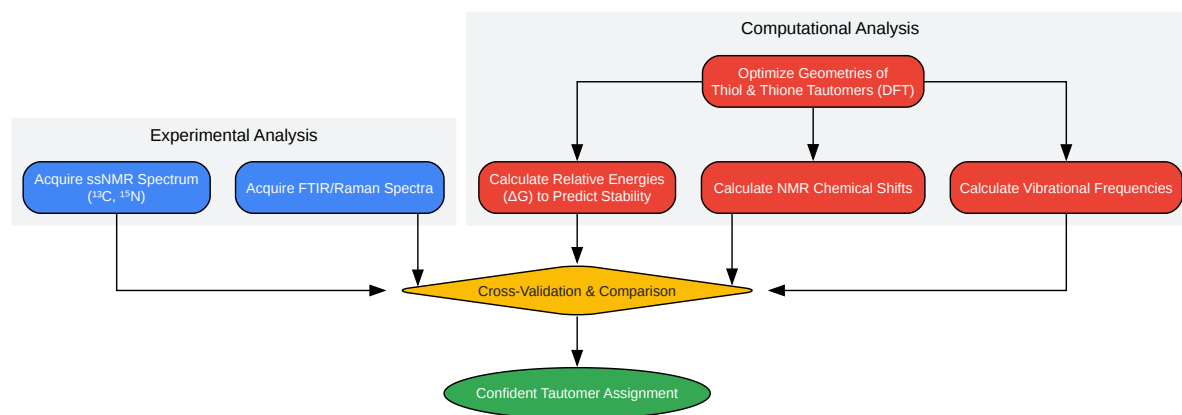 Computational Analysis
Optimize Geometries of
Thiol & Thione Tautomers (DFT)
Experimental Analysis
Acquire ssNMR Spectrum
(¹³C, ¹⁵N)
Acquire FTIR/Raman Spectra
Calculate Relative Energies
(ΔG) to Predict Stability
Calculate NMR Chemical Shifts
Calculate Vibrational Frequencies
Cross-Validation & Comparison
Confident Tautomer Assignment